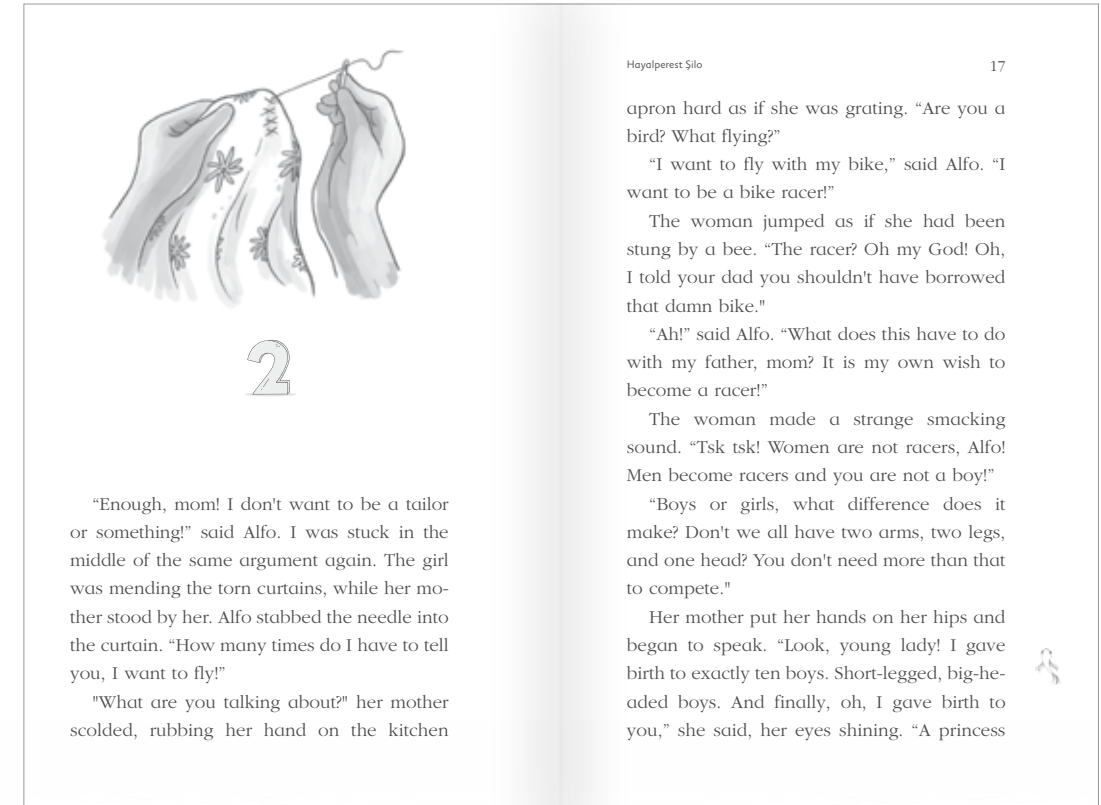 2
“Enough, mom! I don't want to be a tailor
or something!” said Alfo. I was stuck in the
middle of the same argument again. The girl
was mending the torn curtains, while her mo-
ther stood by her. Alfo stabbed the needle into
the curtain. “How many times do I have to tell
you, I want to fly!”
"What are you talking about?" her mother
scolded, rubbing her hand on the kitchen
Hayalperest Şilo 17
apron hard as if she was grating. “Are you a
bird? What flying?”
“I want to fly with my bike,” said Alfo. “I
want to be a bike racer!”
The woman jumped as if she had been
stung by a bee. “The racer? Oh my God! Oh,
I told your dad you shouldn't have borrowed
that damn bike."
“Ah!” said Alfo. “What does this have to do
with my father, mom? It is my own wish to
become a racer!”
The woman made a strange smacking
sound. “Tsk tsk! Women are not racers, Alfo!
Men become racers and you are not a boy!”
“Boys or girls, what difference does it
make? Don't we all have two arms, two legs,
and one head? You don't need more than that
to compete."
Her mother put her hands on her hips and
began to speak. “Look, young lady! I gave
birth to exactly ten boys. Short-legged, big-he-
aded boys. And finally, oh, I gave birth to
you,” she said, her eyes shining. “A princess